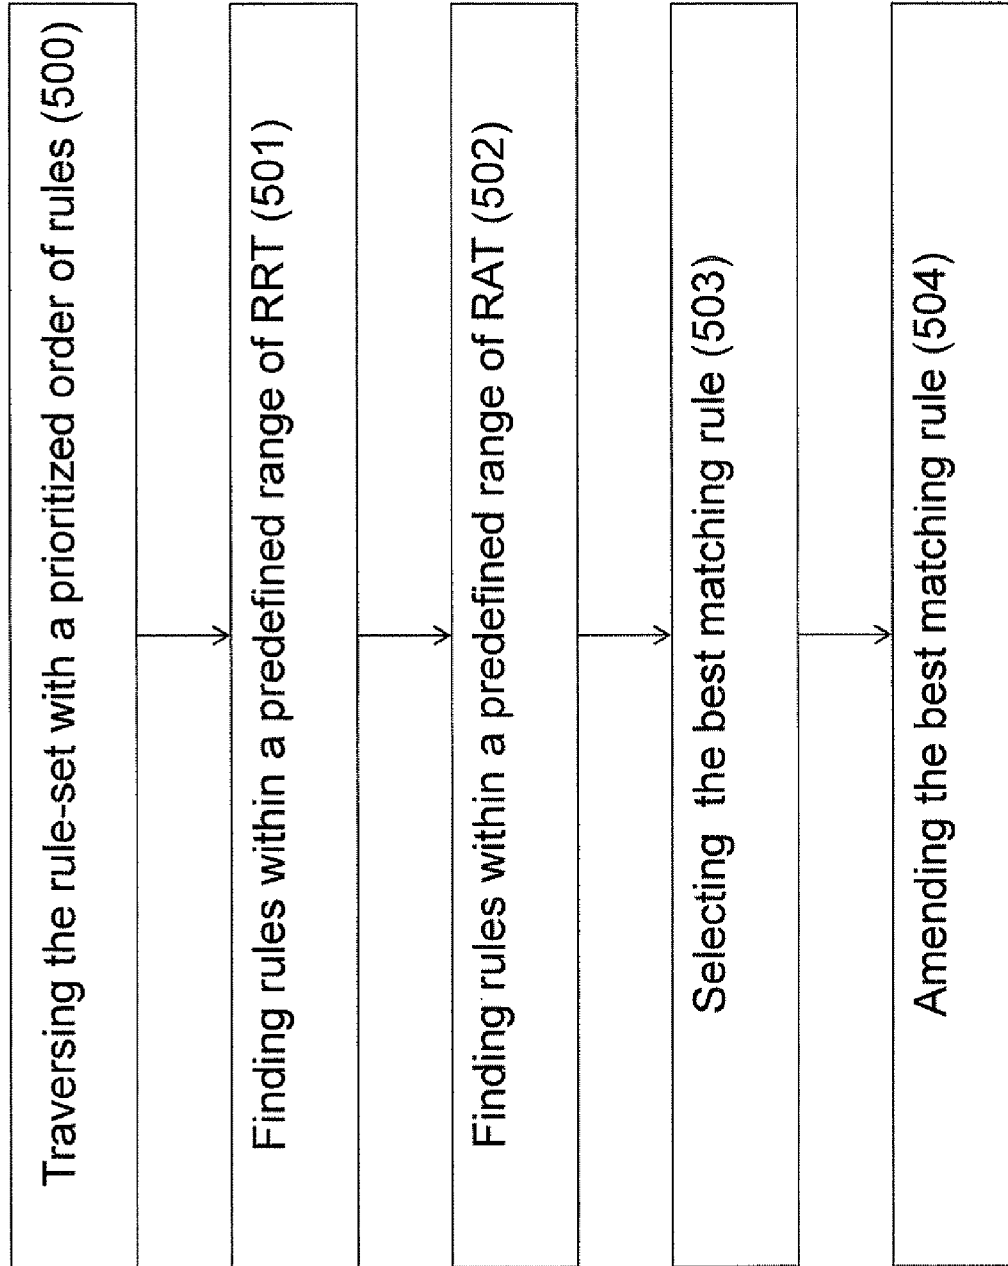 Traversing the rule-set with a prioritized order of rules (500)
Finding rules within a predefined range of RRT (501)
Finding rules within a predefined range of RAT (502)
Selecting the best matching rule (503)
Amending the best matching rule (504)